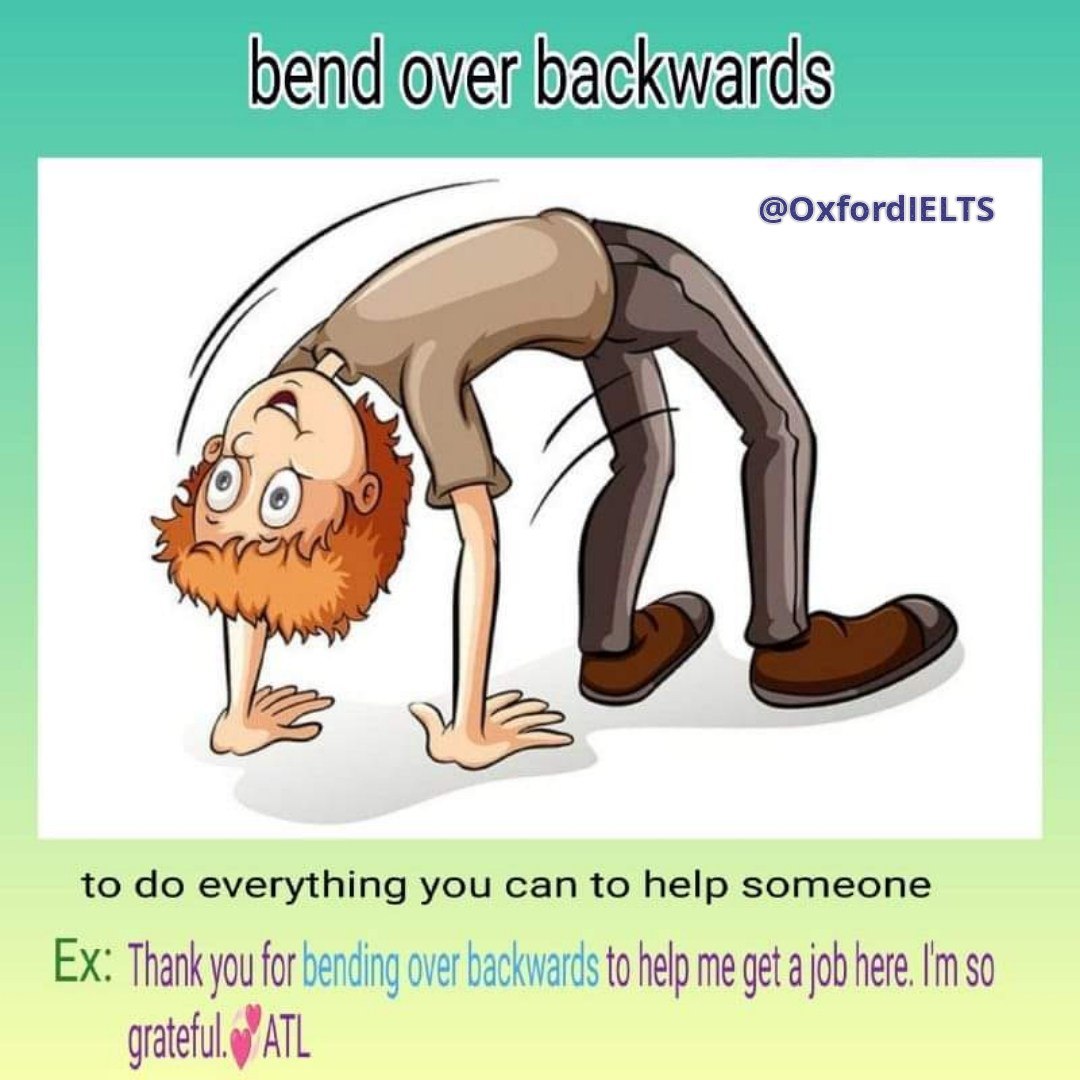 bend over backwards
@OxfordIELTS
to do everything you can to help someone
Ex: Thank you for bending over backwards to help me get a job here. I'm so
grateful.💞ATL